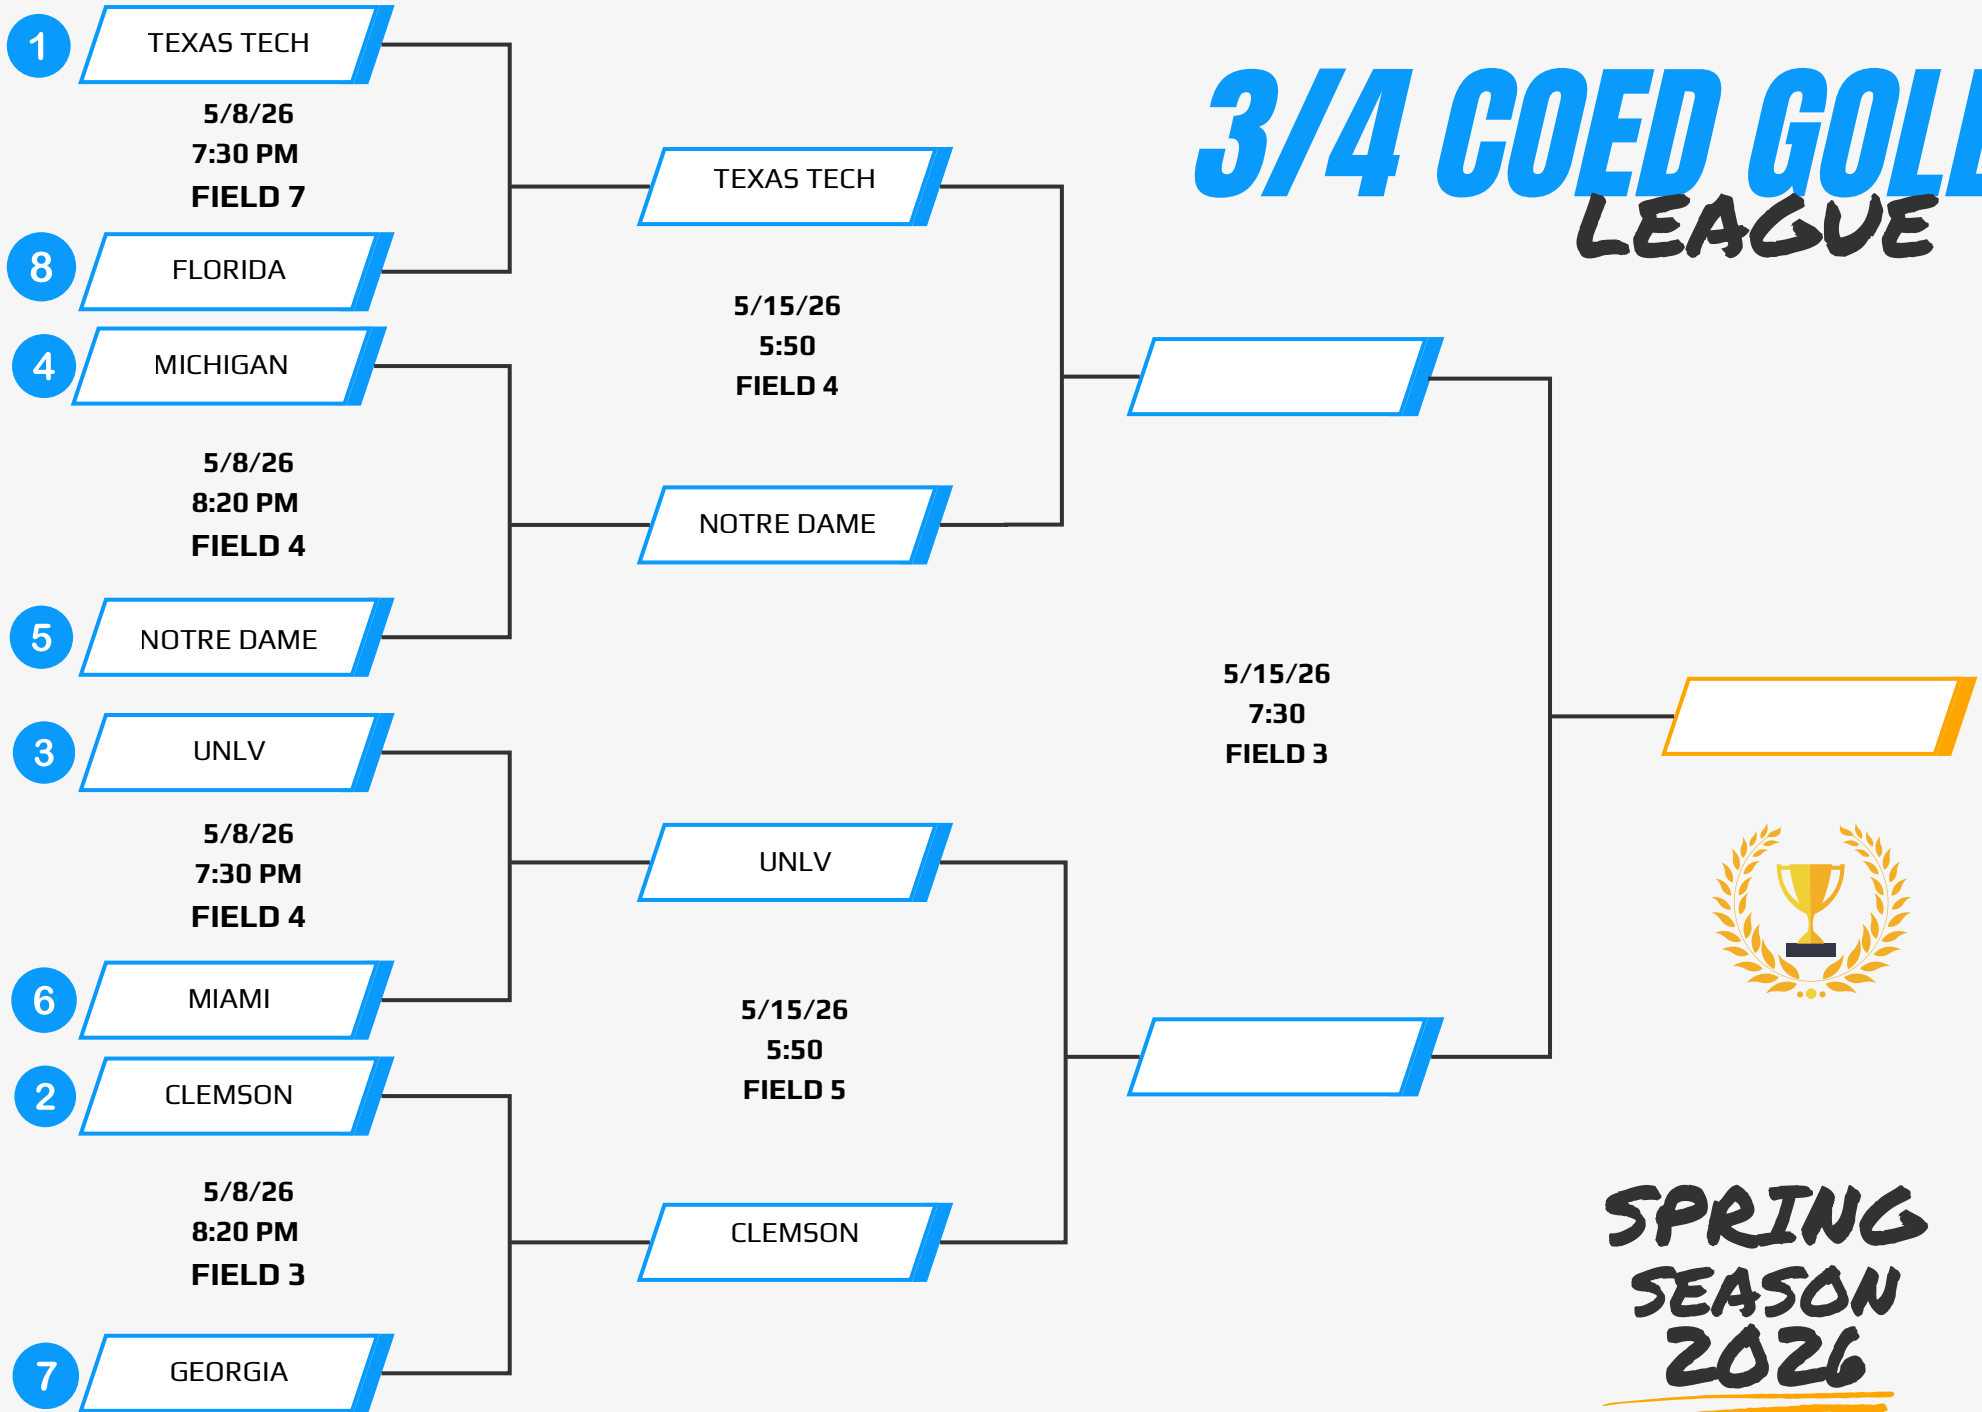 3/4 COED GOL
LEAGUE
1
TEXAS TECH
5/8/26
7:30 PM
FIELD 7
8
FLORIDA
4
MICHIGAN
5/8/26
8:20 PM
FIELD 4
5
NOTRE DAME
3
UNLV
5/8/26
7:30 PM
FIELD 4
6
MIAMI
2
CLEMSON
5/8/26
8:20 PM
FIELD 3
7
GEORGIA
TEXAS TECH
5/15/26
5:50
FIELD 4
NOTRE DAME
UNLV
5/15/26
5:50
FIELD 5
CLEMSON
5/15/26
7:30
FIELD 3
SPRING
SEASON
2026